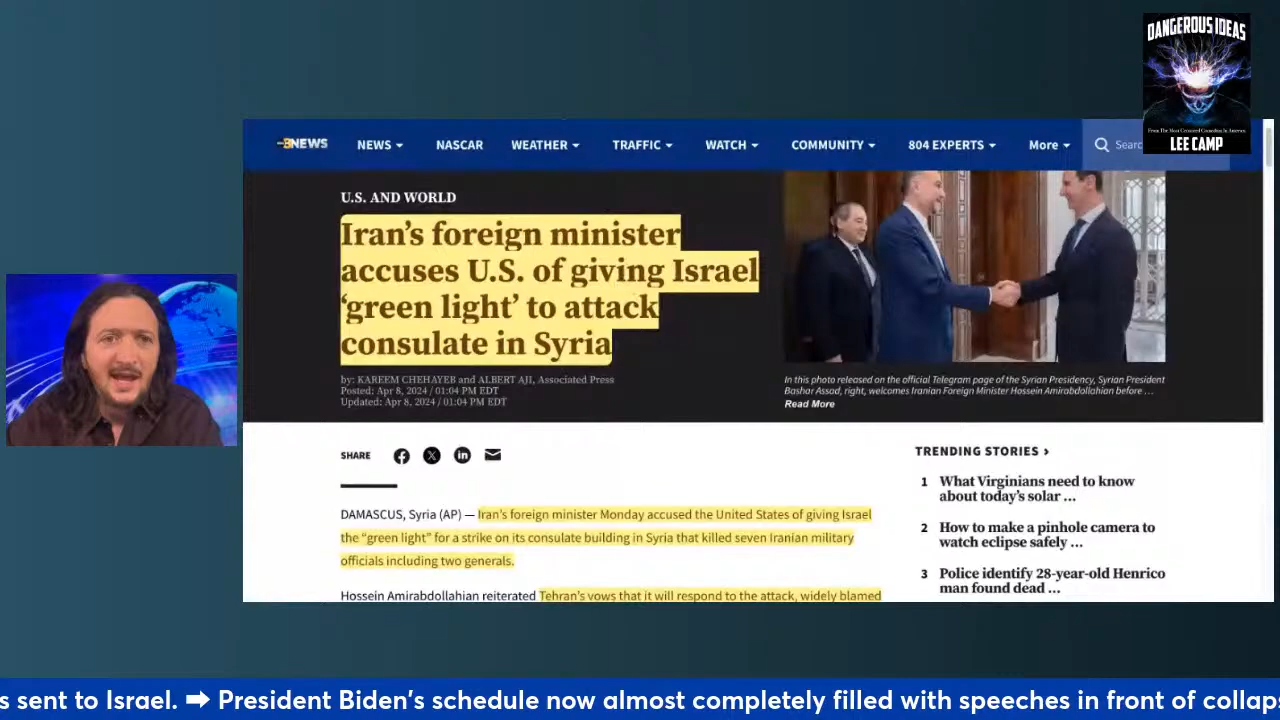 DANGEROUS IDEAS
From The Most Censored Comedian In America
LEE CAMP
8NEWS
NEWS
NASCAR
WEATHER
TRAFFIC
WATCH
COMMUNITY
804 EXPERTS
More
Searc
U.S. AND WORLD
Iran’s foreign minister
accuses U.S. of giving Israel
‘green light’ to attack
consulate in Syria
by: KAREEM CHEHAYEB and ALBERT AJI, Associated Press
Posted: Apr 8, 2024 / 01:04 PM EDT
Updated: Apr 8, 2024 / 01:04 PM EDT
In this photo released on the official Telegram page of the Syrian Presidency, Syrian President
Bashar Assad, right, welcomes Iranian Foreign Minister Hossein Amirabdollahian before …
Read More
SHARE
DAMASCUS, Syria (AP) — Iran’s foreign minister Monday accused the United States of giving Israel
the “green light” for a strike on its consulate building in Syria that killed seven Iranian military
officials including two generals.
Hossein Amirabdollahian reiterated Tehran’s vows that it will respond to the attack, widely blamed
TRENDING STORIES ›
1 What Virginians need to know
about today’s solar …
2 How to make a pinhole camera to
watch eclipse safely …
3 Police identify 28-year-old Henrico
man found dead …
s sent to Israel. ➡ President Biden's schedule now almost completely filled with speeches in front of collaps